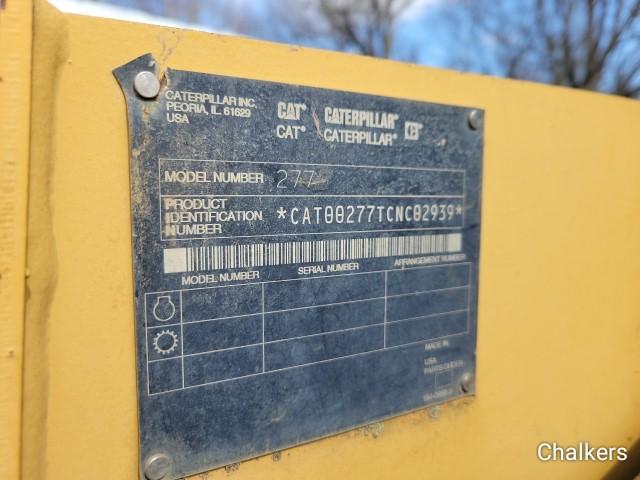 CATERPILLAR INC.
PEORIA, IL. 61629
USA
CAT® CATERPILLAR®
CAT® CATERPILLAR®
MODEL NUMBER 277
PRODUCT
IDENTIFICATION
NUMBER
*CAT00277TCNC02939*
MODEL NUMBER
SERIAL NUMBER
ARRANGEMENT NUMBER
MADE IN
USA
Chalkers